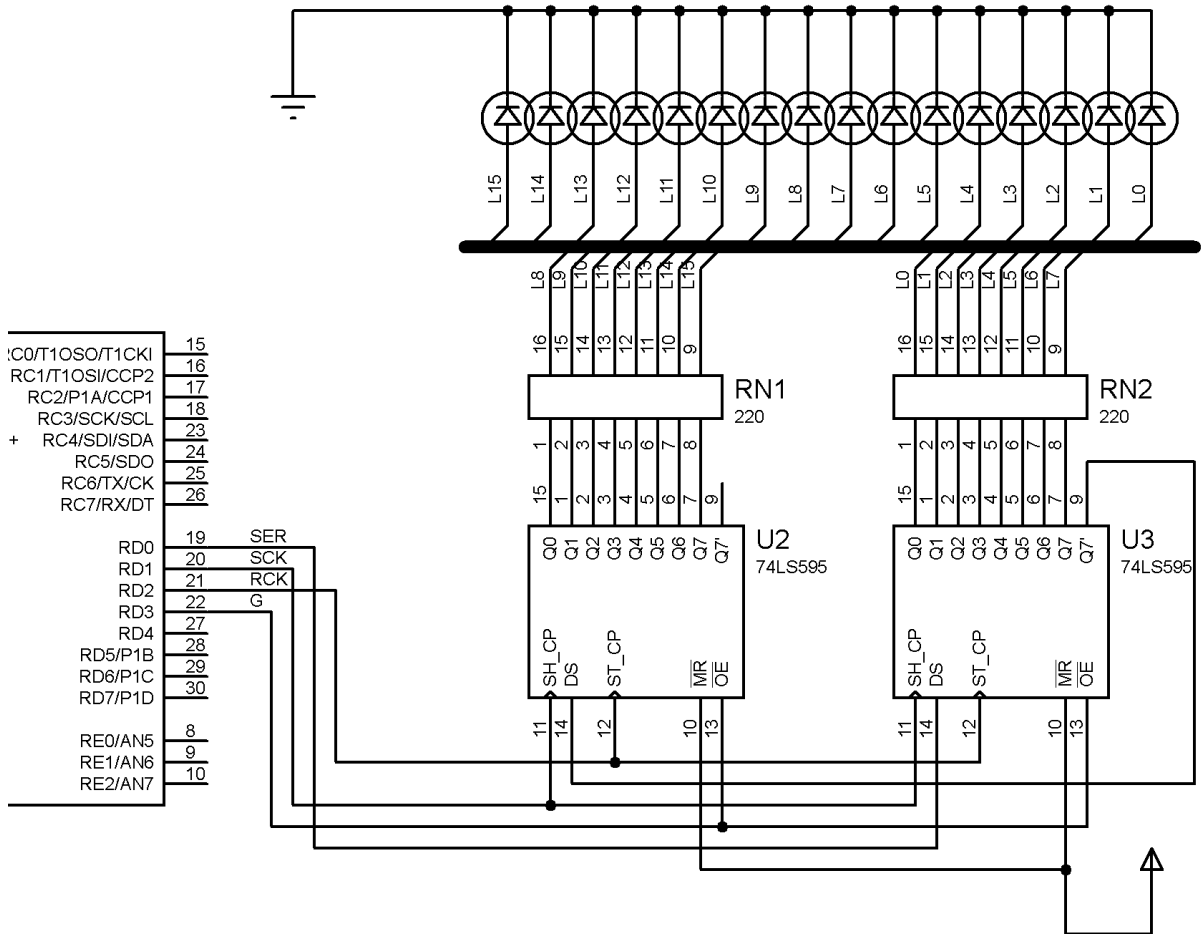 L15 L14 L13 L12 L11 L10 L9 L8 L7 L6 L5 L4 L3 L2 L1 L0
L8 L9 L10 L11 L12 L13 L14 L15
L0 L1 L2 L3 L4 L5 L6 L7
16 15 14 13 12 11 10 9
16 15 14 13 12 11 10 9
RN1
220
RN2
220
1 2 3 4 5 6 7 8
1 2 3 4 5 6 7 8
15 1 2 3 4 5 6 7 9
15 1 2 3 4 5 6 7 9
Q0 Q1 Q2 Q3 Q4 Q5 Q6 Q7 Q7'
U2
74LS595
Q0 Q1 Q2 Q3 Q4 Q5 Q6 Q7 Q7'
U3
74LS595
SH_CP DS ST_CP MR OE
SH_CP DS ST_CP MR OE
11 14 12 10 13
11 14 12 10 13
RC0/T1OSO/T1CKI 15
RC1/T1OSI/CCP2 16
RC2/P1A/CCP1 17
RC3/SCK/SCL 18
+ RC4/SDI/SDA 23
RC5/SDO 24
RC6/TX/CK 25
RC7/RX/DT 26
RD0 19 SER
RD1 20 SCK
RD2 21 RCK
RD3 22 G
RD4 27
RD5/P1B 28
RD6/P1C 29
RD7/P1D 30
RE0/AN5 8
RE1/AN6 9
RE2/AN7 10